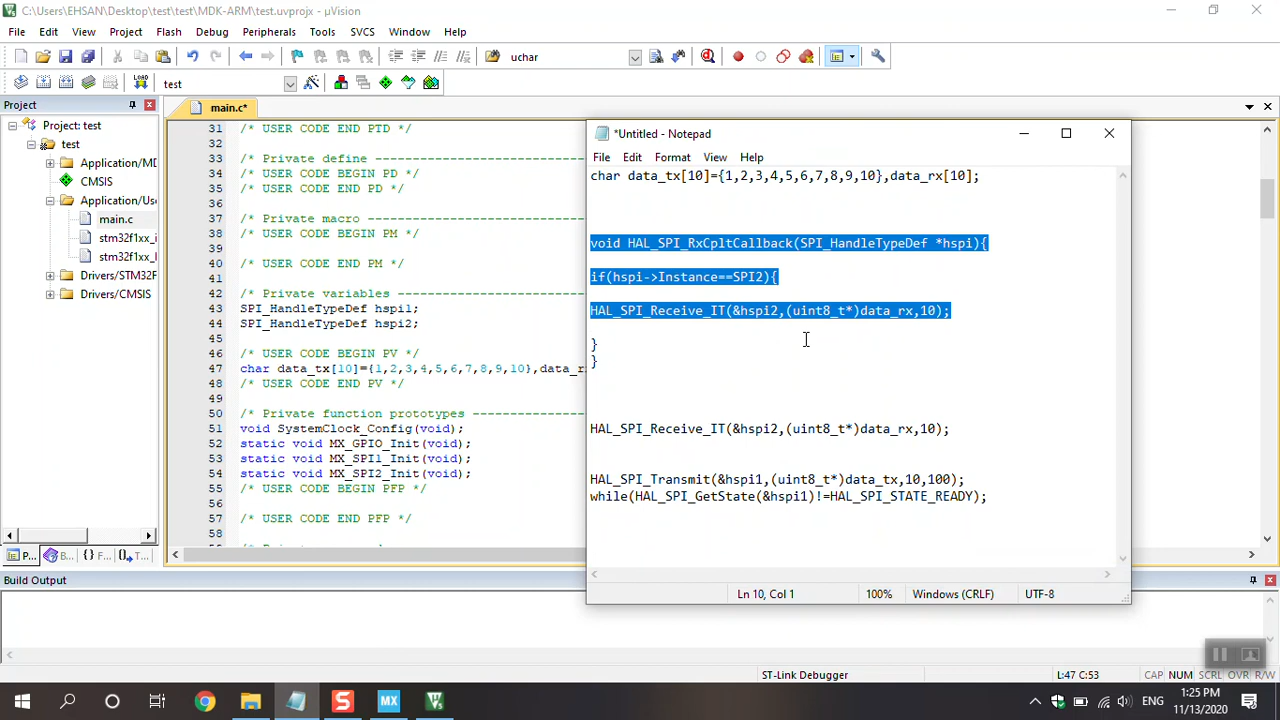 C:\Users\EHSAN\Desktop\test\test\MDK-ARM\test.uvprojx - µVision
File Edit View Project Flash Debug Peripherals Tools SVCS Window Help
uchar
LOAD
test
Project
main.c*
Project: test
test
Application/MD
CMSIS
Application/Use
main.c
stm32f1xx_i
stm32f1xx_
Drivers/STM32F
Drivers/CMSIS
31 /* USER CODE END PTD */
32
33 /* Private define ------------------------------
34 /* USER CODE BEGIN PD */
35 /* USER CODE END PD */
36
37 /* Private macro -------------------------------
38 /* USER CODE BEGIN PM */
39
40 /* USER CODE END PM */
41
42 /* Private variables ---------------------------
43 SPI_HandleTypeDef hspi1;
44 SPI_HandleTypeDef hspi2;
45
46 /* USER CODE BEGIN PV */
47 char data_tx[10]={1,2,3,4,5,6,7,8,9,10},data_r
48 /* USER CODE END PV */
49
50 /* Private function prototypes -----------------
51 void SystemClock_Config(void);
52 static void MX_GPIO_Init(void);
53 static void MX_SPI1_Init(void);
54 static void MX_SPI2_Init(void);
55 /* USER CODE BEGIN PFP */
56
57 /* USER CODE END PFP */
58
*Untitled - Notepad
File Edit Format View Help
char data_tx[10]={1,2,3,4,5,6,7,8,9,10},data_rx[10];
void HAL_SPI_RxCpltCallback(SPI_HandleTypeDef *hspi){
if(hspi->Instance==SPI2){
HAL_SPI_Receive_IT(&hspi2,(uint8_t*)data_rx,10);
}
}
HAL_SPI_Receive_IT(&hspi2,(uint8_t*)data_rx,10);
HAL_SPI_Transmit(&hspi1,(uint8_t*)data_tx,10,100);
while(HAL_SPI_GetState(&hspi1)!=HAL_SPI_STATE_READY);
Ln 10, Col 1 100% Windows (CRLF) UTF-8
P... B... {} F... T...
Build Output
ST-Link Debugger L:47 C:53 CAP NUM SCRL OVR R/W
MX
ENG
1:25 PM
11/13/2020